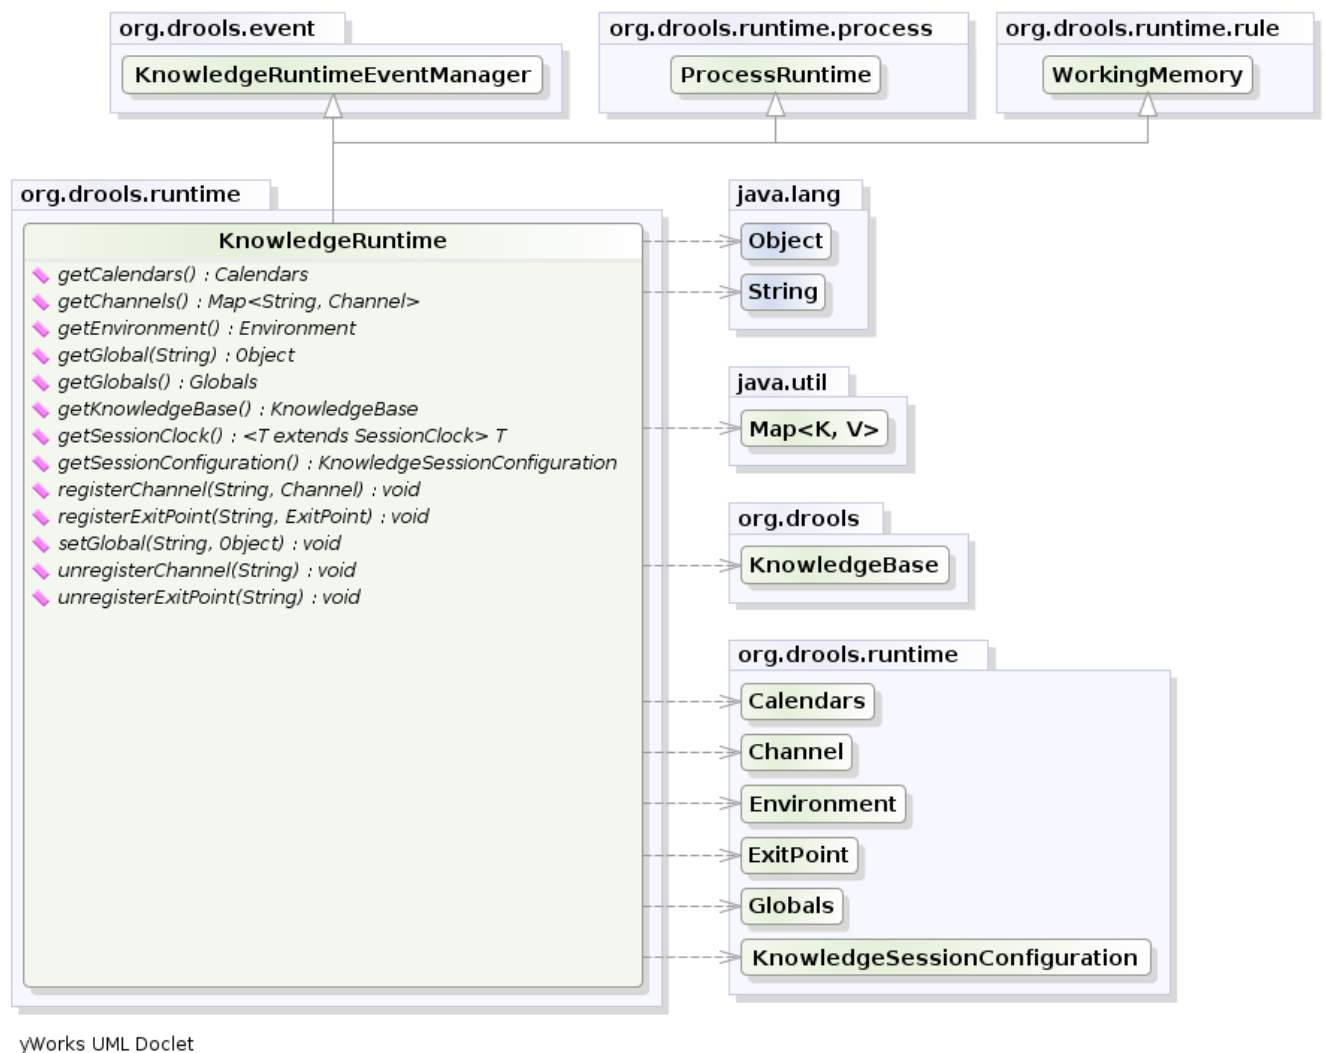 org.drools.event
KnowledgeRuntimeEventManager
org.drools.runtime.process
ProcessRuntime
org.drools.runtime.rule
WorkingMemory
org.drools.runtime
KnowledgeRuntime
getCalendars() : Calendars
getChannels() : Map<String, Channel>
getEnvironment() : Environment
getGlobal(String) : Object
getGlobals() : Globals
getKnowledgeBase() : KnowledgeBase
getSessionClock() : <T extends SessionClock> T
getSessionConfiguration() : KnowledgeSessionConfiguration
registerChannel(String, Channel) : void
registerExitPoint(String, ExitPoint) : void
setGlobal(String, Object) : void
unregisterChannel(String) : void
unregisterExitPoint(String) : void
java.lang
Object
String
java.util
Map<K, V>
org.drools
KnowledgeBase
org.drools.runtime
Calendars
Channel
Environment
ExitPoint
Globals
KnowledgeSessionConfiguration
yWorks UML Doclet